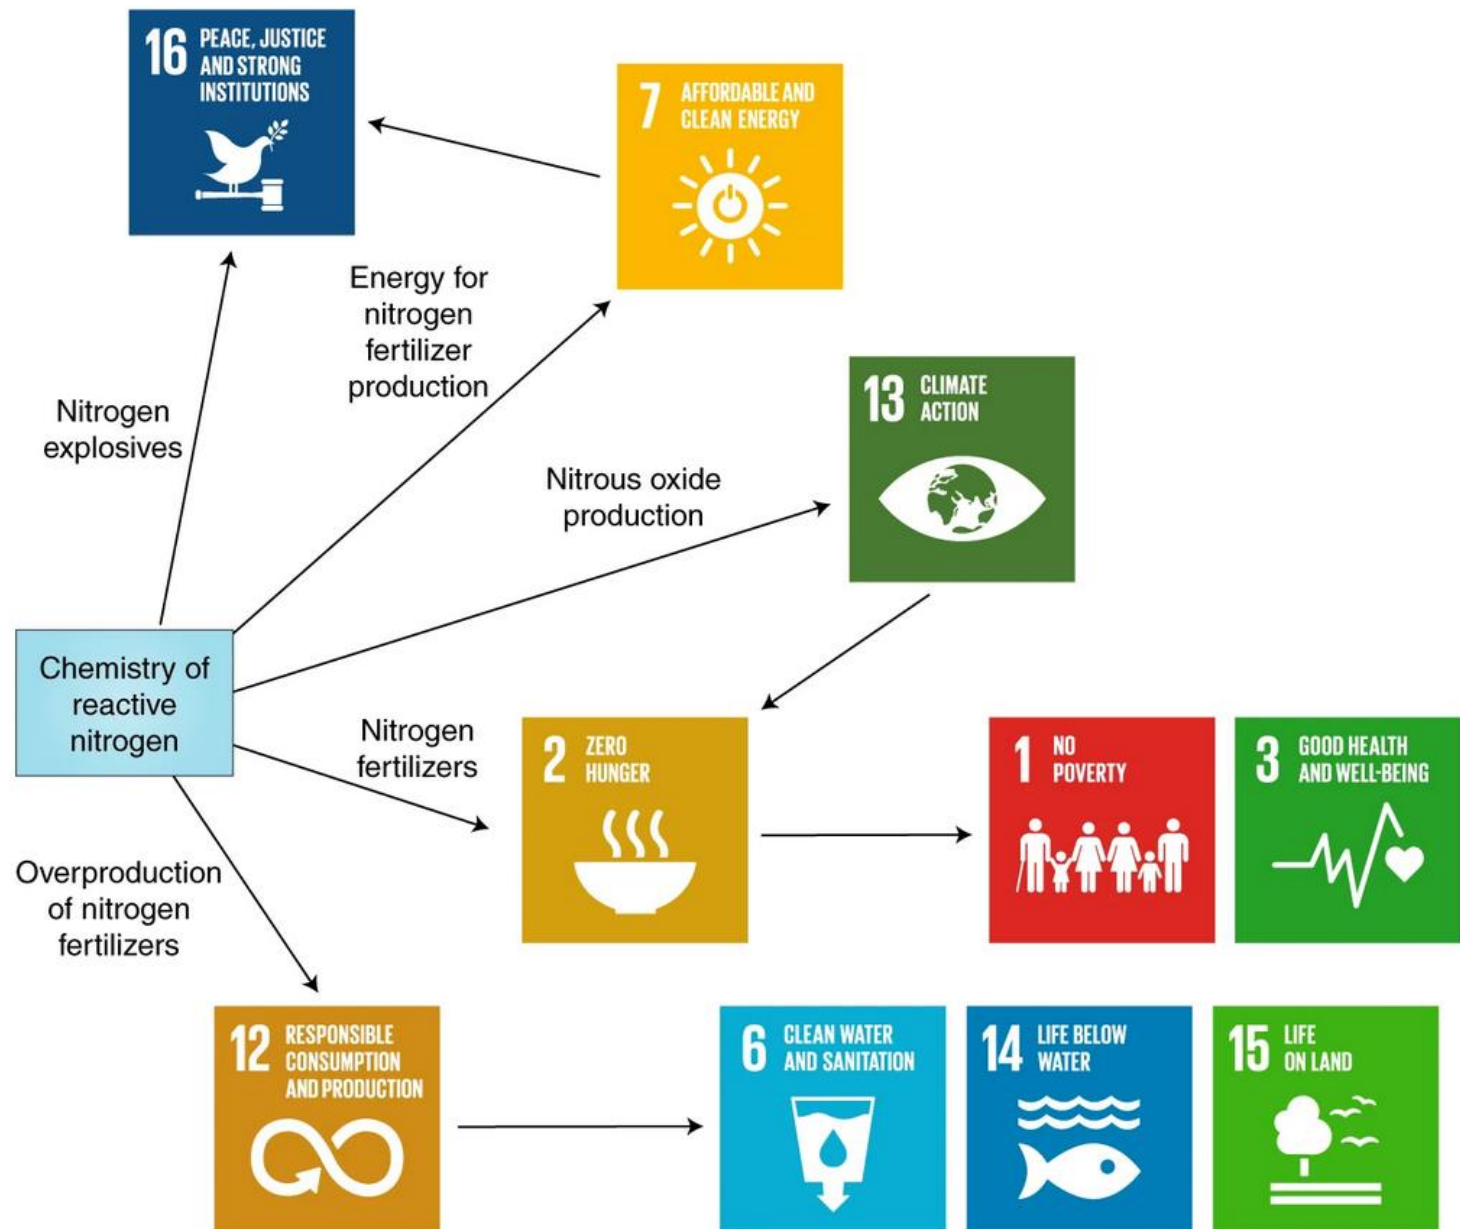 16 PEACE, JUSTICE
AND STRONG
INSTITUTIONS
7 AFFORDABLE AND
CLEAN ENERGY
Energy for
nitrogen
fertilizer
production
Nitrogen
explosives
13 CLIMATE
ACTION
Nitrous oxide
production
Chemistry of
reactive
nitrogen
Nitrogen
fertilizers
2 ZERO
HUNGER
1 NO
POVERTY
3 GOOD HEALTH
AND WELL-BEING
Overproduction
of nitrogen
fertilizers
12 RESPONSIBLE
CONSUMPTION
AND PRODUCTION
6 CLEAN WATER
AND SANITATION
14 LIFE BELOW
WATER
15 LIFE
ON LAND